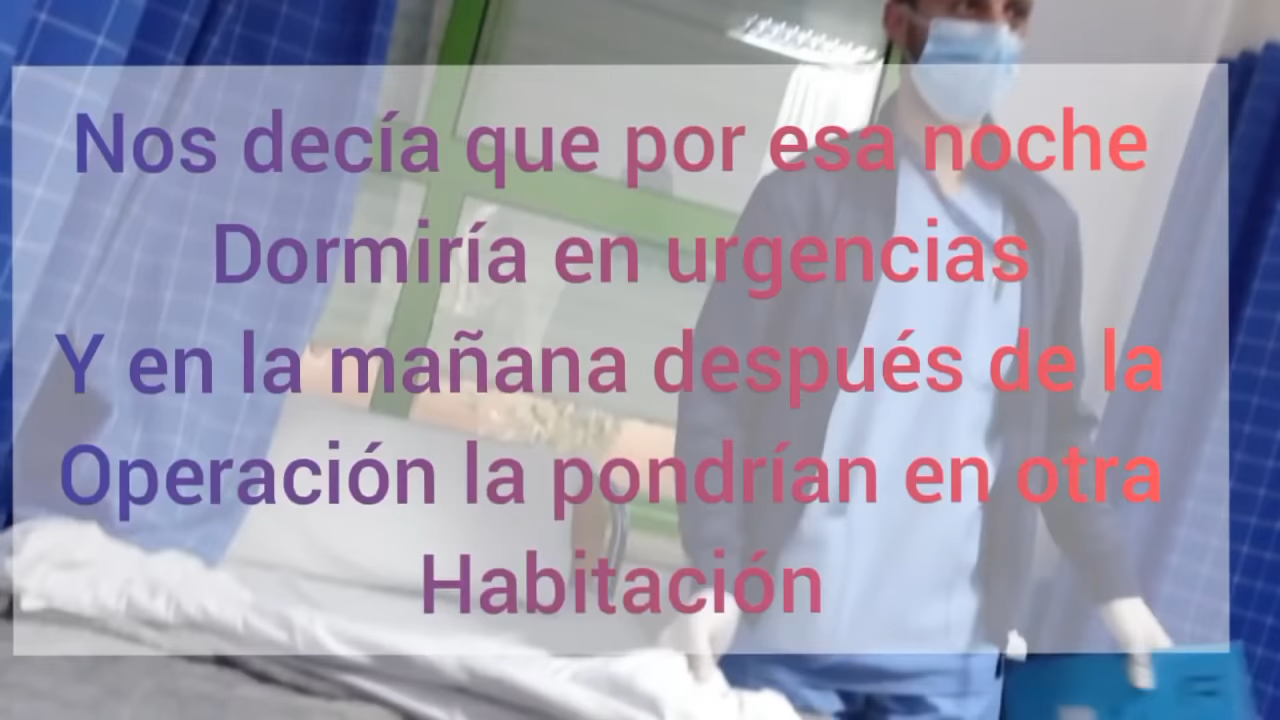 Nos decía que por esa noche
Dormiría en urgencias
Y en la mañana después de la
Operación la pondrían en otra
Habitación